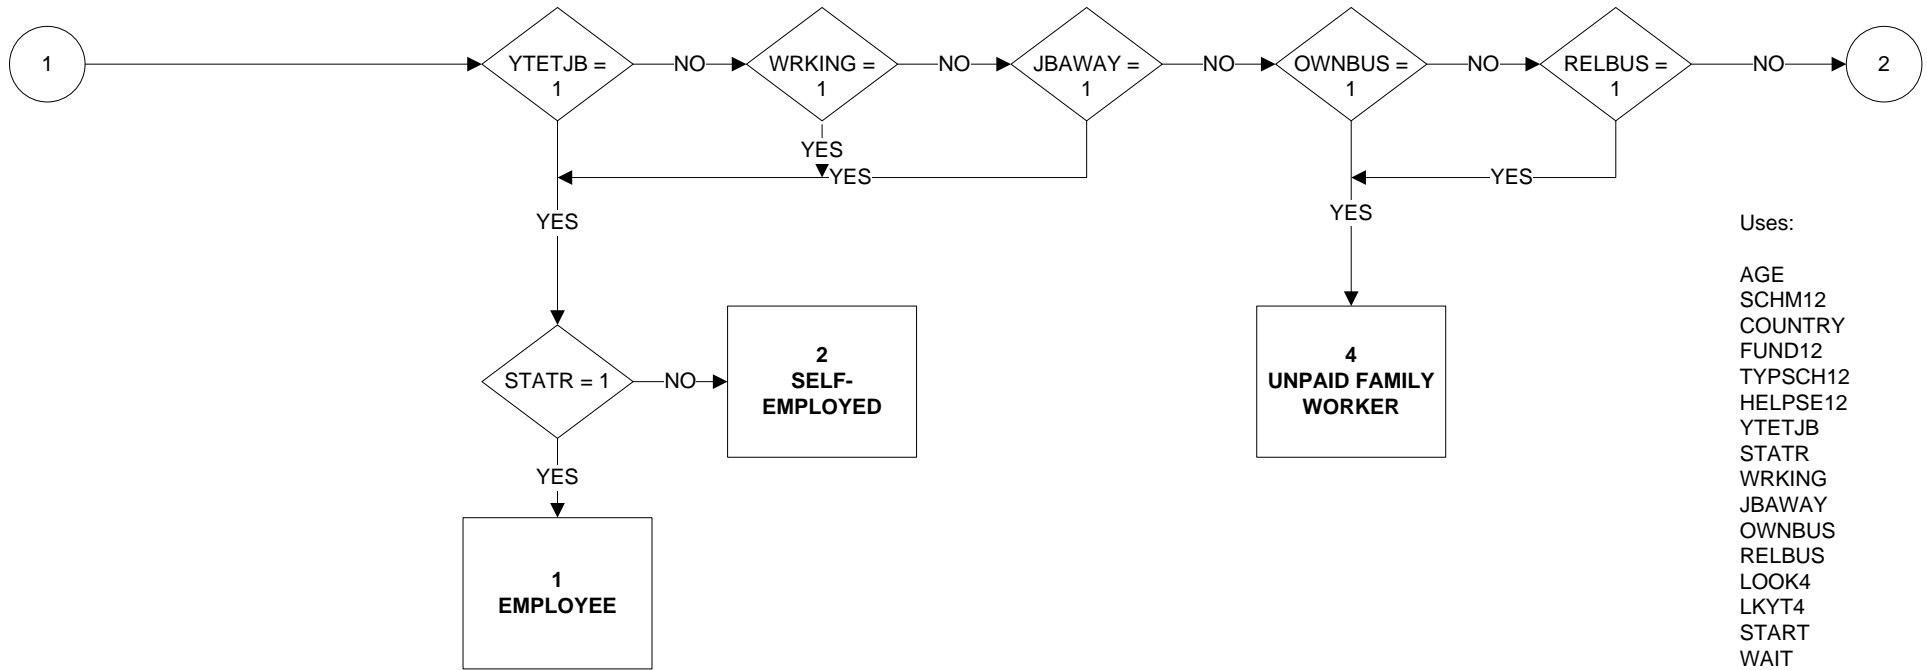 1
YTETJB =
1
NO
WRKING =
1
NO
JBAWAY =
1
NO
OWNBUS =
1
NO
RELBUS =
1
NO
2
YES
YES
YES
YES
YES
STATR = 1
NO
2
SELF-
EMPLOYED
4
UNPAID FAMILY
WORKER
YES
1
EMPLOYEE
Uses:
AGE
SCHM12
COUNTRY
FUND12
TYPSCH12
HELPSE12
YTETJB
STATR
WRKING
JBAWAY
OWNBUS
RELBUS
LOOK4
LKYT4
START
WAIT